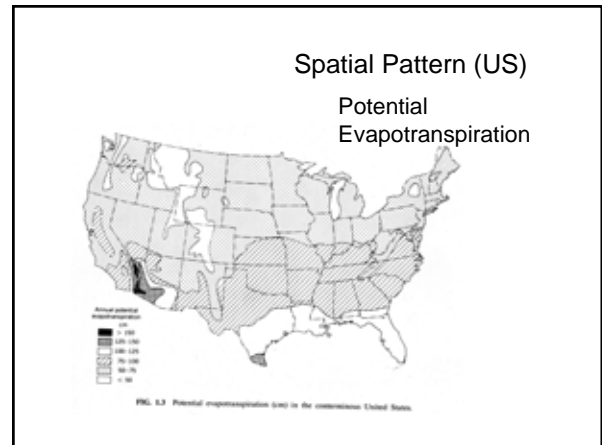 Spatial Pattern (US)
Potential
Evapotranspiration
Annual potential
evapotranspiration
cm
> 150
125-150
100-125
75-100
50-75
< 50
FIG. 1.3 Potential evapotranspiration (cm) in the conterminous United States.